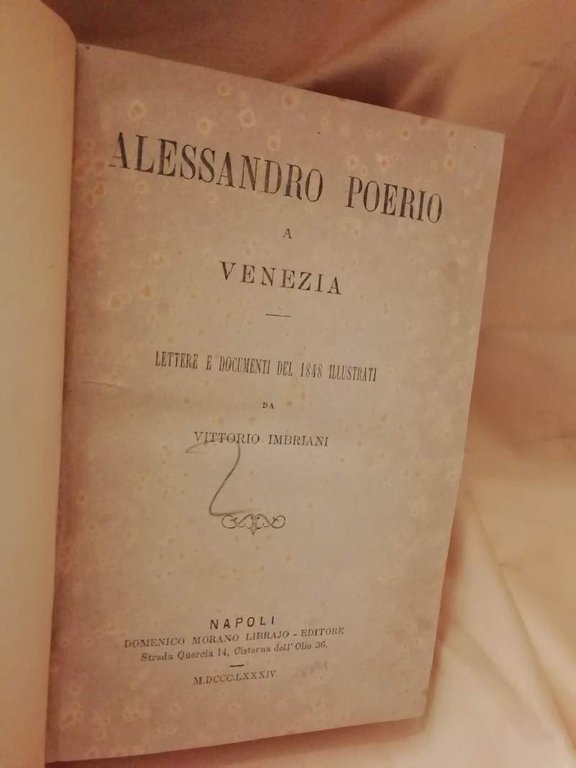 ALESSANDRO POERIO
A
VENEZIA
LETTERE E DOCUMENTI DEL 1848 ILLUSTRATI
DA
VITTORIO IMBRIANI
NAPOLI
DOMENICO MORANO LIBRAJO - EDITORE
Strada Quercia 14, Cisterna dell' Olio 36.
M.DCCC.LXXXIV